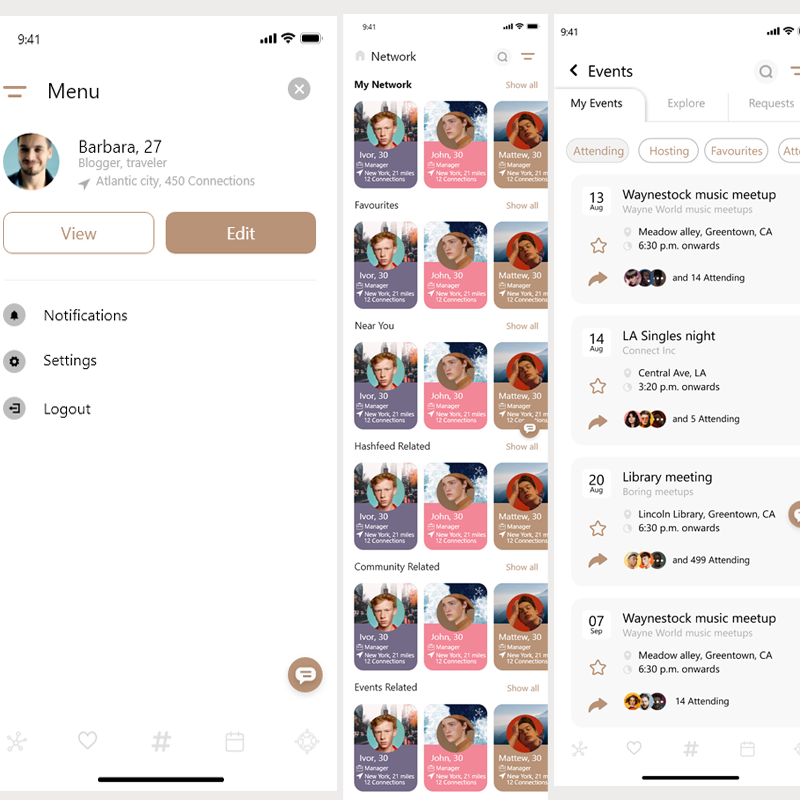 9:41
Menu
Barbara, 27
Blogger, traveler
Atlantic city, 450 Connections
View
Edit
Notifications
Settings
Logout
9:41
Network
My Network
Show all
Ivor, 30
Manager
New York, 21 miles
12 Connections
John, 30
Manager
New York, 21 miles
12 Connections
Mattew, 30
Manager
New York, 21
12 Connections
Favourites
Show all
Ivor, 30
Manager
New York, 21 miles
12 Connections
John, 30
Manager
New York, 21 miles
12 Connections
Mattew, 30
Manager
New York, 21
12 Connections
Near You
Show all
Ivor, 30
Manager
New York, 21 miles
12 Connections
John, 30
Manager
New York, 21 miles
12 Connections
Mattew, 30
Manager
New York, 21
12 Connections
Hashfeed Related
Show all
Ivor, 30
Manager
New York, 21 miles
12 Connections
John, 30
Manager
New York, 21 miles
12 Connections
Mattew, 30
Manager
New York, 21
12 Connections
Community Related
Show all
Ivor, 30
Manager
New York, 21 miles
12 Connections
John, 30
Manager
New York, 21 miles
12 Connections
Mattew, 30
Manager
New York, 21
12 Connections
Events Related
Show all
Ivor, 30
Manager
New York, 21 miles
12 Connections
John, 30
Manager
New York, 21 miles
12 Connections
Mattew, 30
Manager
New York, 21
12 Connections
9:41
Events
My Events
Explore
Requests
Attending
Hosting
Favourites
Att
13
Aug
Waynestock music meetup
Wayne World music meetups
Meadow alley, Greentown, CA
6:30 p.m. onwards
and 14 Attending
14
Aug
LA Singles night
Connect Inc
Central Ave, LA
3:20 p.m. onwards
and 5 Attending
20
Aug
Library meeting
Boring meetups
Lincoln Library, Greentown, CA
6:30 p.m. onwards
and 499 Attending
07
Sep
Waynestock music meetup
Wayne World music meetups
Meadow alley, Greentown, CA
6:30 p.m. onwards
14 Attending